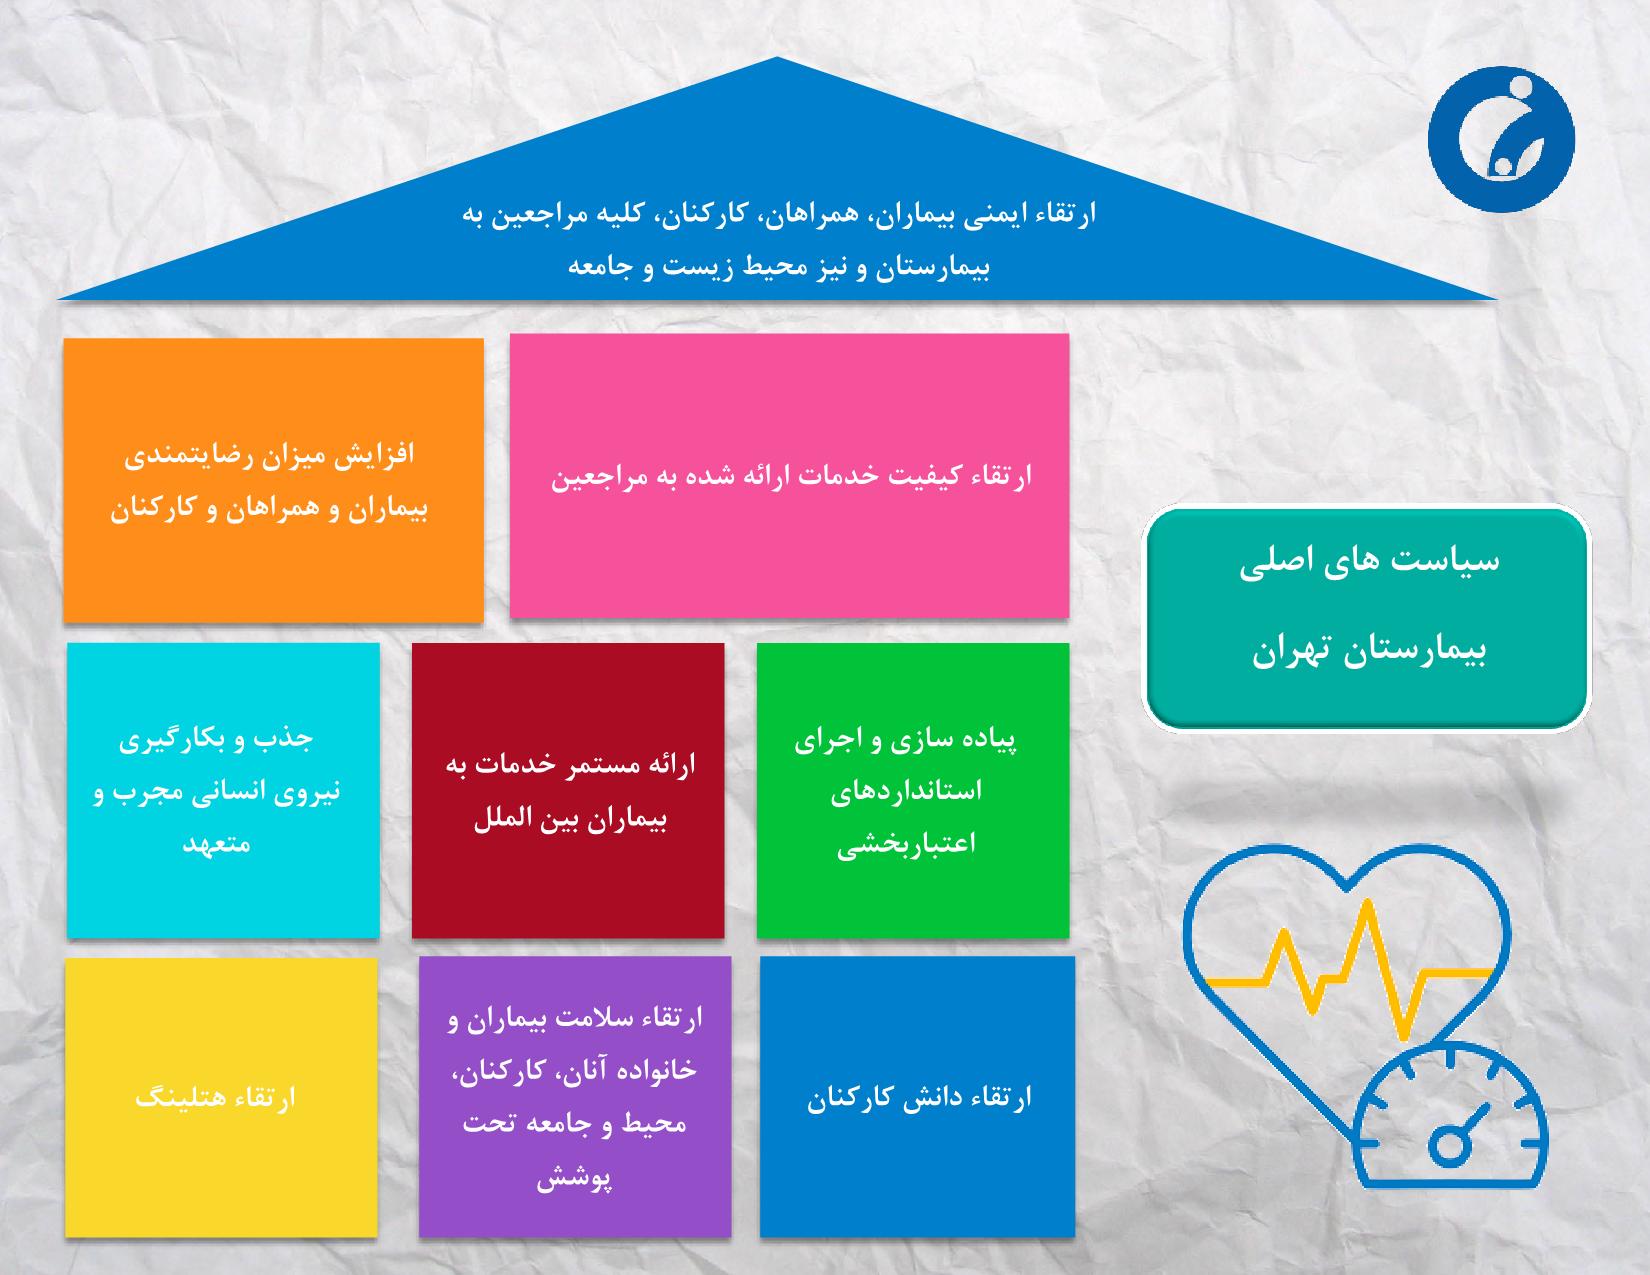 ارتقاء ایمنی بیماران، همراهان، کارکنان، کلیه مراجعین به
بیمارستان و نیز محیط زیست و جامعه
سیاست های اصلی
بیمارستان تهران
ارتقاء کیفیت خدمات ارائه شده به مراجعین
افزایش میزان رضایتمندی
بیماران و همراهان و کارکنان
پیاده سازی و اجرای
استانداردهای
اعتباربخشی
ارائه مستمر خدمات به
بیماران بین الملل
جذب و بکارگیری
نیروی انسانی مجرب و
متعهد
ارتقاء دانش کارکنان
ارتقاء سلامت بیماران و
خانواده آنان، کارکنان،
محیط و جامعه تحت
پوشش
ارتقاء هتلینگ